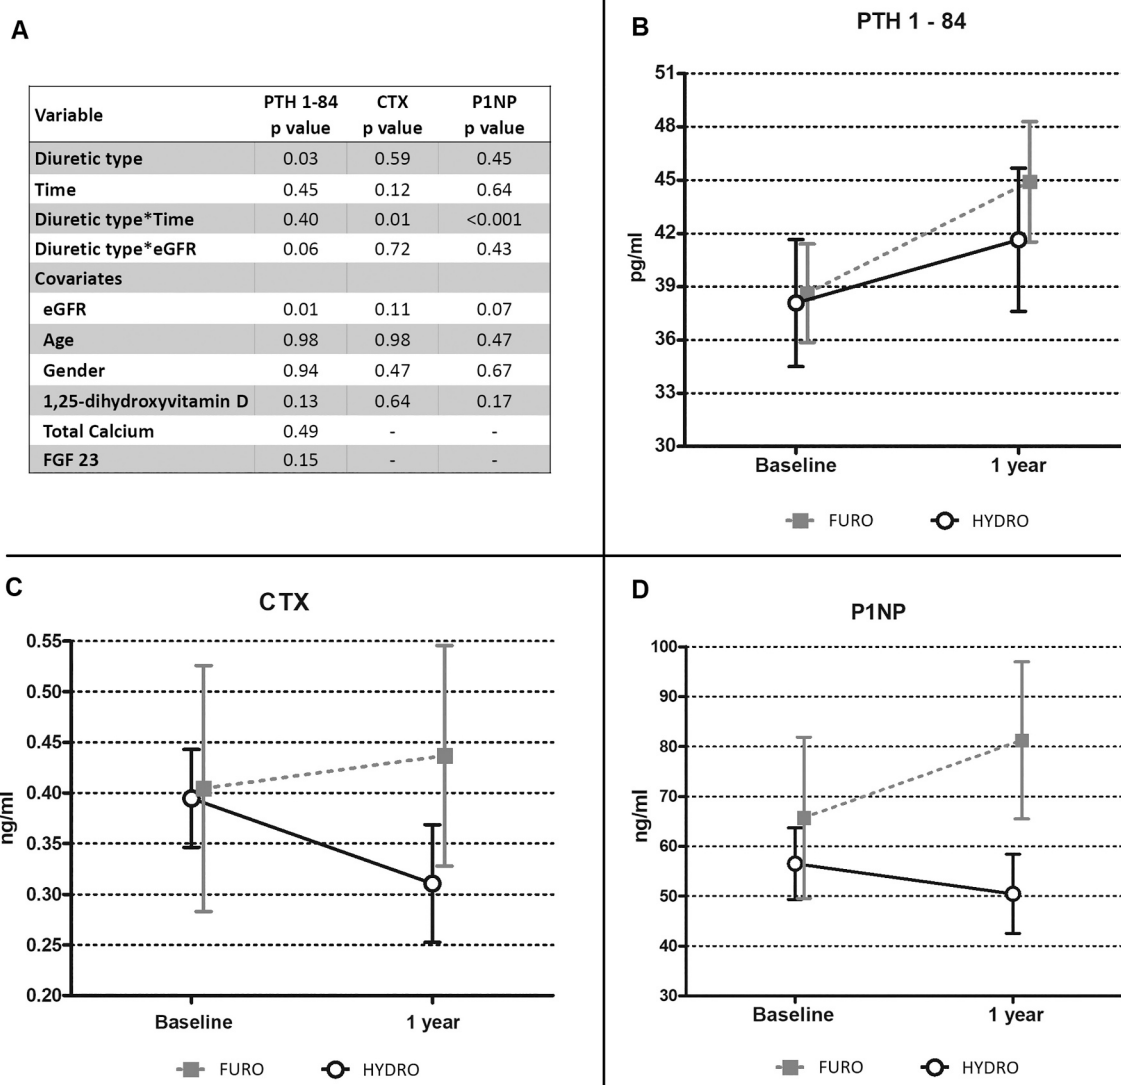 A
Variable PTH 1-84 p value CTX p value P1NP p value
Diuretic type 0.03 0.59 0.45
Time 0.45 0.12 0.64
Diuretic type*Time 0.40 0.01 <0.001
Diuretic type*eGFR 0.06 0.72 0.43
Covariates
eGFR 0.01 0.11 0.07
Age 0.98 0.98 0.47
Gender 0.94 0.47 0.67
1,25-dihydroxyvitamin D 0.13 0.64 0.17
Total Calcium 0.49 - -
FGF 23 0.15 - -
B
PTH 1 - 84
51
48
45
42
39
36
33
30
pg/ml
Baseline 1 year
FURO HYDRO
C
CTX
0.55
0.50
0.45
0.40
0.35
0.30
0.25
0.20
ng/ml
Baseline 1 year
FURO HYDRO
D
P1NP
100
90
80
70
60
50
40
30
ng/ml
Baseline 1 year
FURO HYDRO